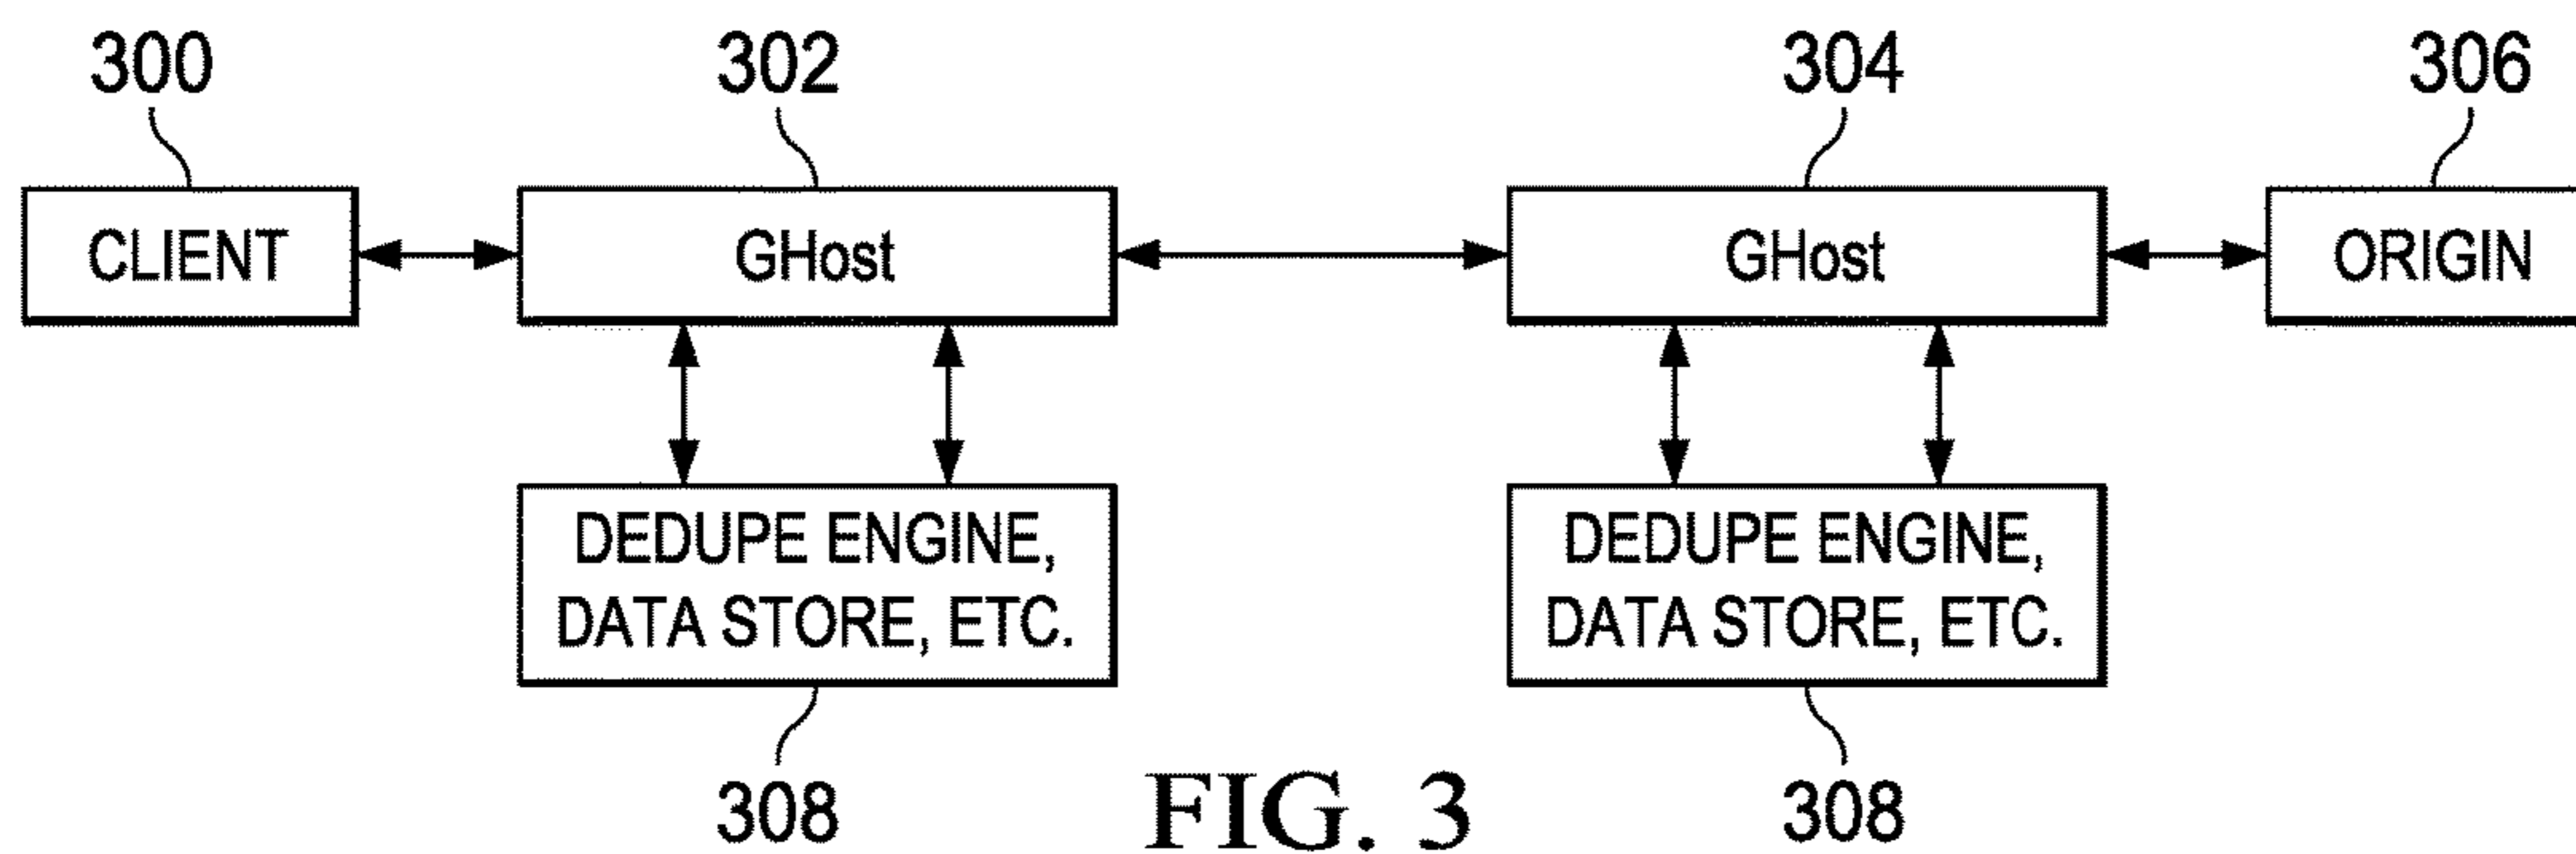 300
302
304
306
CLIENT
GHost
GHost
ORIGIN
DEDUPE ENGINE,
DATA STORE, ETC.
DEDUPE ENGINE,
DATA STORE, ETC.
308
308
FIG. 3